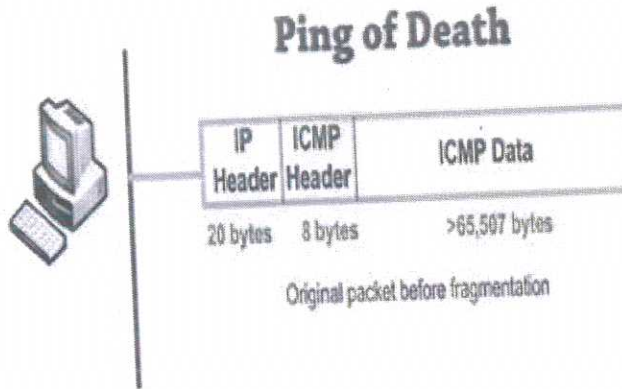 Ping of Death
IP Header
ICMP Header
ICMP Data
20 bytes
8 bytes
>65,507 bytes
Original packet before fragmentation